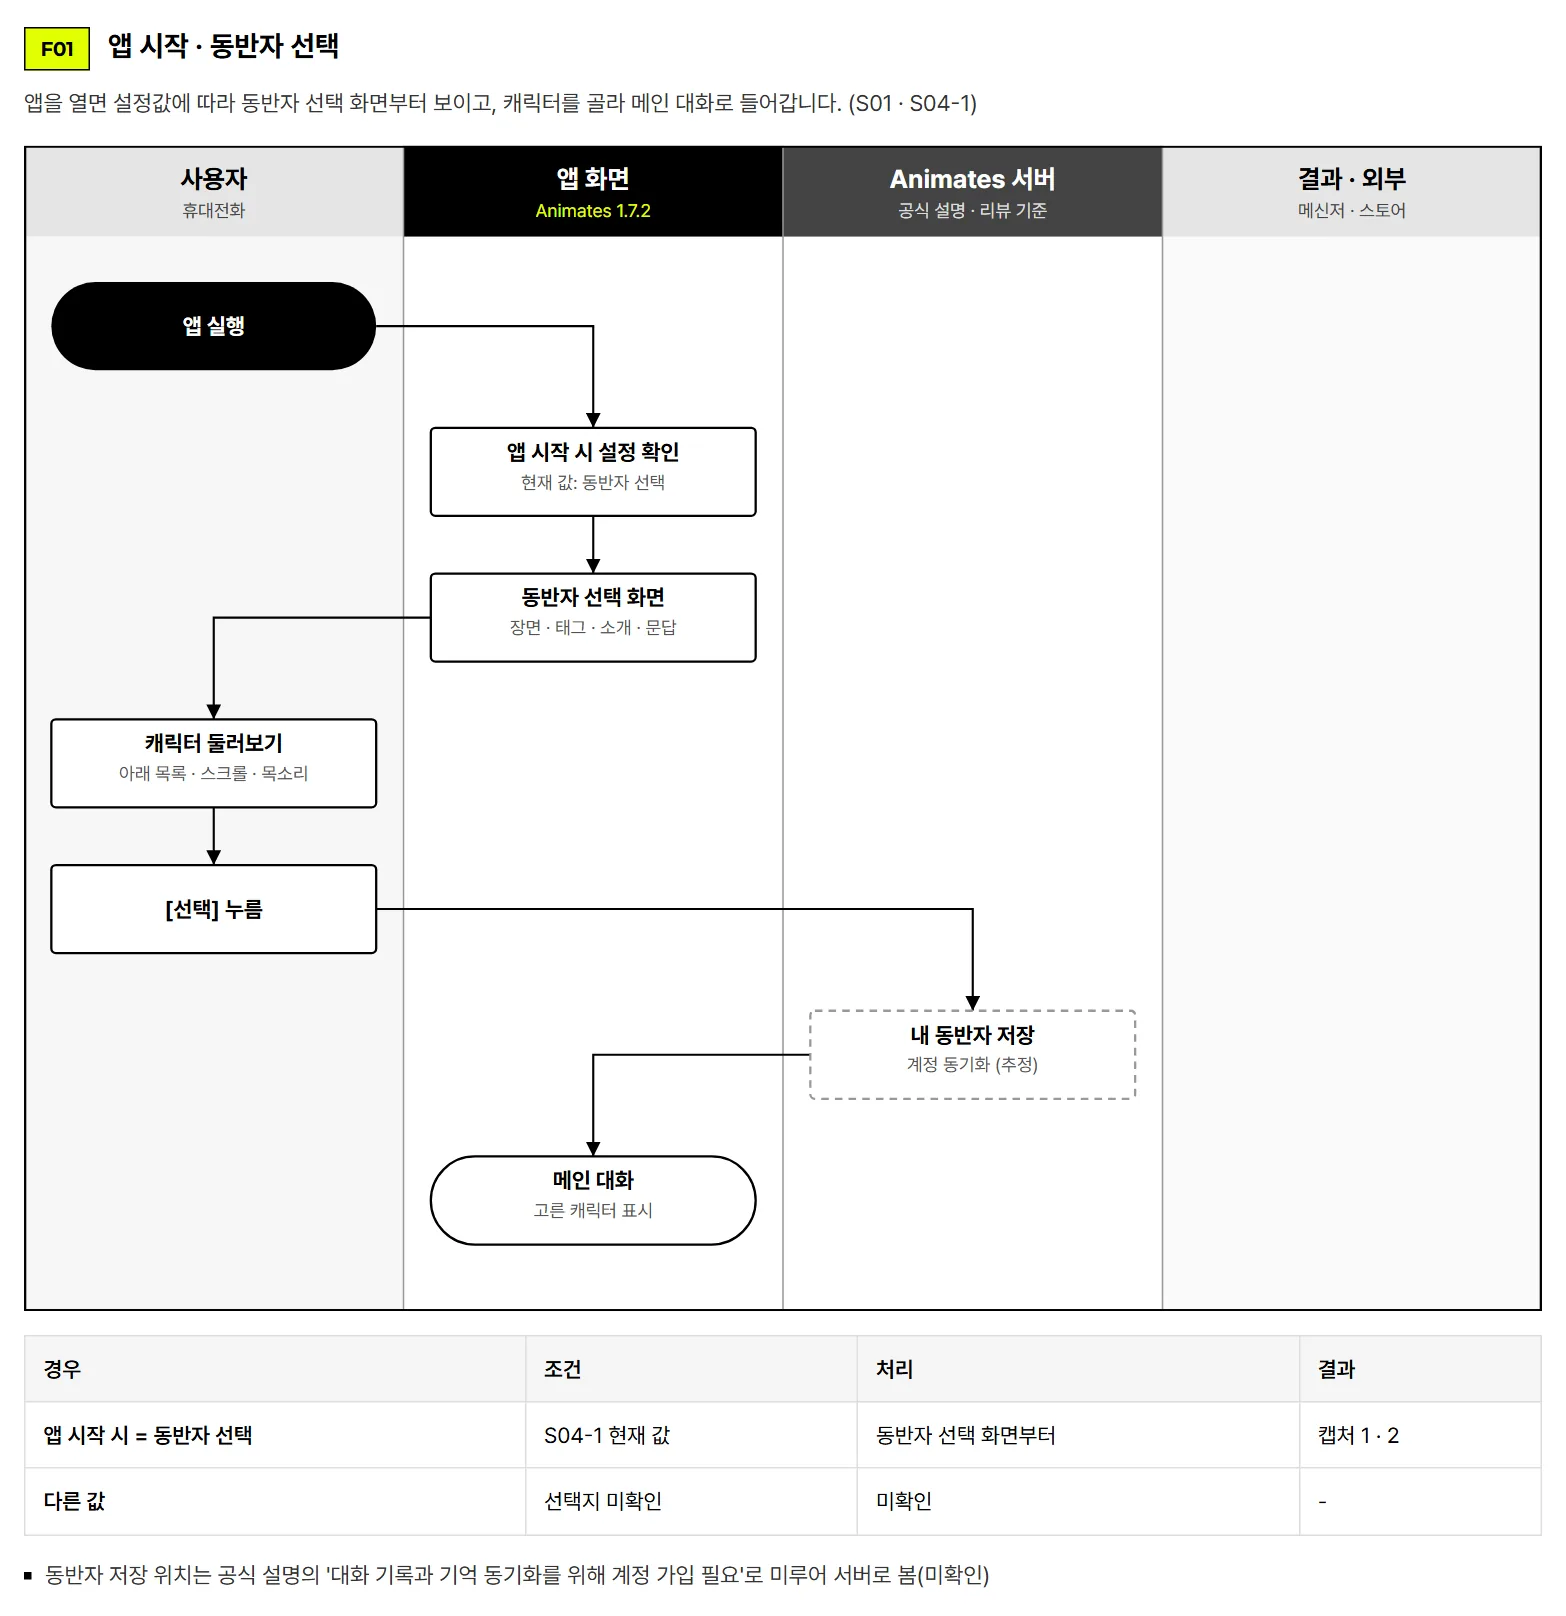 F01 앱 시작 · 동반자 선택
앱을 열면 설정값에 따라 동반자 선택 화면부터 보이고, 캐릭터를 골라 메인 대화로 들어갑니다. (S01 · S04-1)
사용자
휴대전화
앱 화면
Animates 1.7.2
Animates 서버
공식 설명 · 리뷰 기준
결과 · 외부
메신저 · 스토어
앱 실행
앱 시작 시 설정 확인
현재 값: 동반자 선택
동반자 선택 화면
장면 · 태그 · 소개 · 문답
캐릭터 둘러보기
아래 목록 · 스크롤 · 목소리
[선택] 누름
내 동반자 저장
계정 동기화 (추정)
메인 대화
고른 캐릭터 표시
경우 조건 처리 결과
앱 시작 시 = 동반자 선택 S04-1 현재 값 동반자 선택 화면부터 캡처 1 · 2
다른 값 선택지 미확인 미확인 -
▪ 동반자 저장 위치는 공식 설명의 '대화 기록과 기억 동기화를 위해 계정 가입 필요'로 미루어 서버로 봄(미확인)